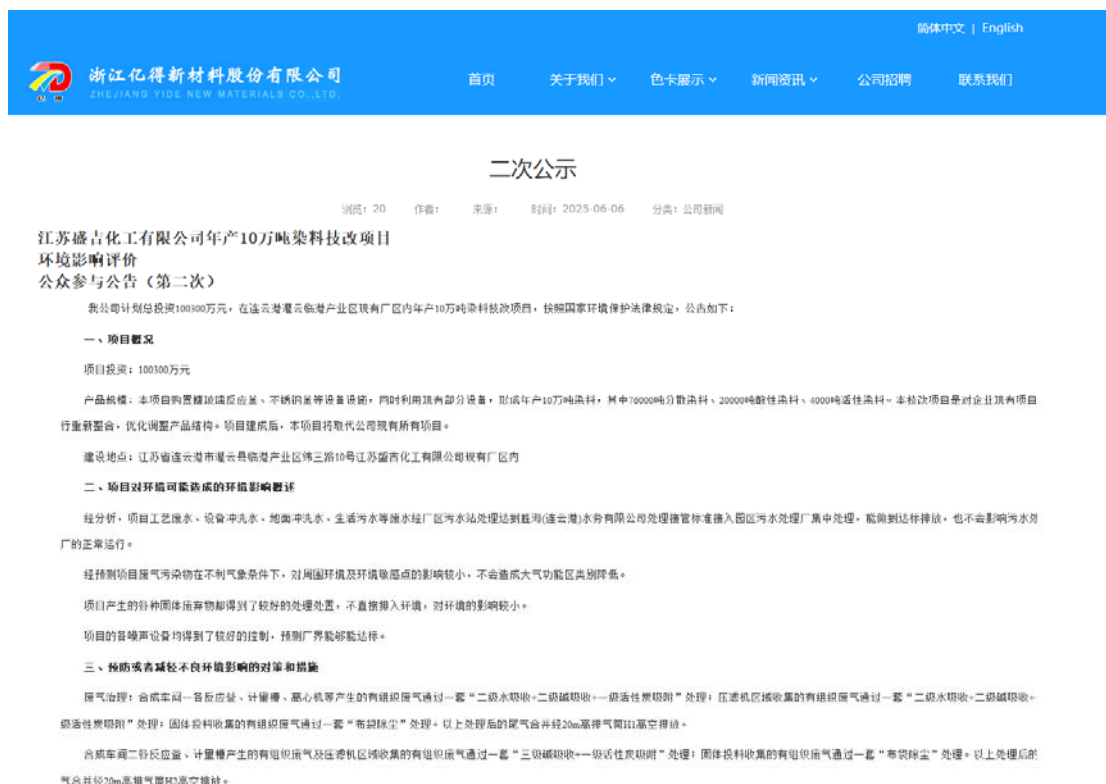 简体中文 | English
浙江亿得新材料股份有限公司
ZHEJIANG YIDE NEW MATERIALS CO.,LTD.
首页 关于我们 色卡展示 新闻资讯 公司招聘 联系我们
亿得
二次公示
浏览：20 作者： 来源： 时间：2025-06-06 分类：公司新闻
江苏盛吉化工有限公司年产10万吨染料技改项目
环境影响评价
公众参与公告（第二次）
我公司计划总投资100300万元，在连云港灌云临港产业区现有厂区内年产10万吨染料技改项目，按照国家环境保护法律规定，公告如下：
一、项目概况
项目投资：100300万元
产品规模：本项目购置搪玻璃反应釜、不锈钢釜等设备设施，同时利用现有部分设备，形成年产10万吨染料，其中76000吨分散染料、20000吨酸性染料、4000吨活性染料。本技改项目是对企业现有项目
行重新整合，优化调整产品结构。项目建成后，本项目将取代公司现有所有项目。
建设地点：江苏省连云港市灌云县临港产业区纬三路10号江苏盛吉化工有限公司现有厂区内
二、项目对环境可能造成的环境影响概述
经分析，项目工艺废水、设备冲洗水、地面冲洗水、生活污水等废水经厂区污水站处理达到胜海(连云港)水务有限公司处理接管标准接入园区污水处理厂集中处理，能做到达标排放，也不会影响污水处
厂的正常运行。
经预测项目废气污染物在不利气象条件下，对周围环境及环境敏感点的影响较小，不会造成大气功能区类别降低。
项目产生的各种固体废弃物都得到了较好的处理处置，不直接排入环境，对环境的影响较小。
项目的各噪声设备均得到了较好的控制，预测厂界能够能达标。
三、预防或者减轻不良环境影响的对策和措施
废气治理：合成车间一各反应釜、计量槽、离心机等产生的有组织废气通过一套“二级水吸收+二级碱吸收+一级活性炭吸附”处理；压滤机区域收集的有组织废气通过一套“二级水吸收+二级碱吸收+
级活性炭吸附”处理；固体投料收集的有组织废气通过一套“布袋除尘”处理。以上处理后的尾气合并经20m高排气筒H1高空排放。
合成车间二各反应釜、计量槽产生的有组织废气及压滤机区域收集的有组织废气通过一套“三级碱吸收+一级活性炭吸附”处理；固体投料收集的有组织废气通过一套“布袋除尘”处理。以上处理后的
气合并经20m高排气筒H2高空排放。